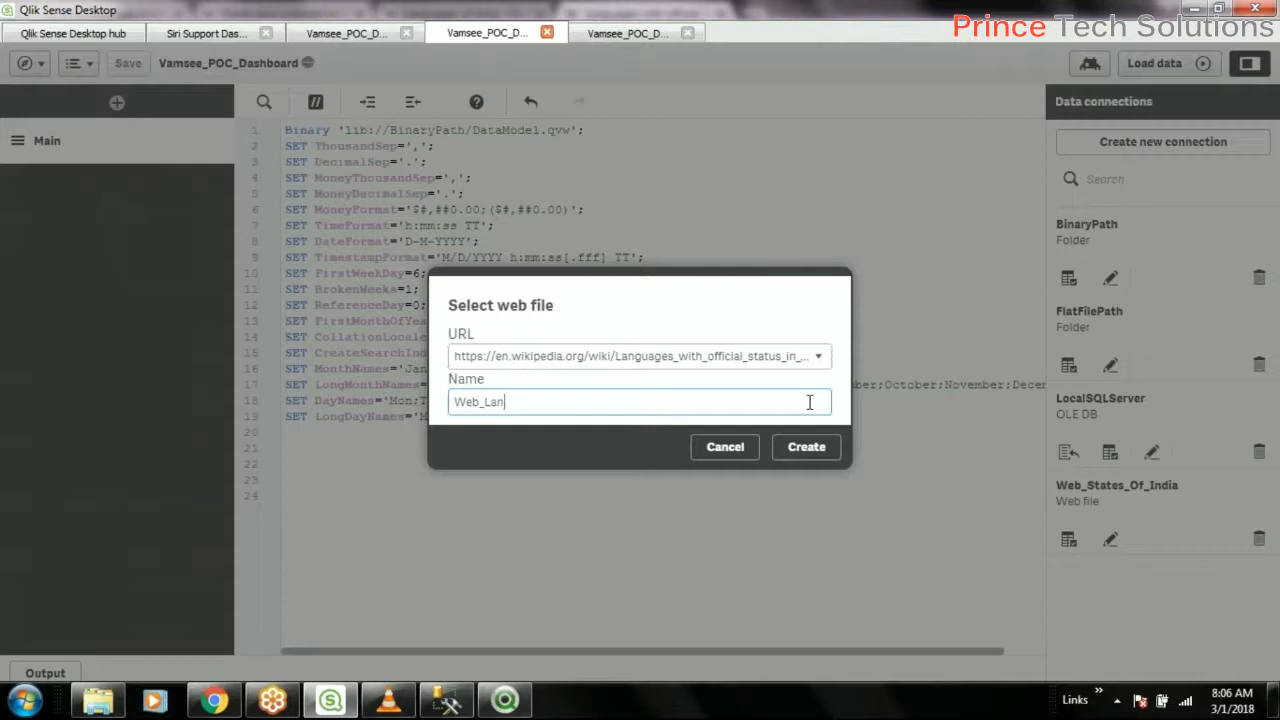 Qlik Sense Desktop
Prince Tech Solutions
Qlik Sense Desktop hub
Siri Support Das...
Vamsee_POC_D...
Vamsee_POC_D...
Vamsee_POC_D...
Save
Vamsee_POC_Dashboard
Load data
Data connections
Main
Create new connection
Search
1 Binary 'lib://BinaryPath/DataModel.qvw';
2 SET ThousandSep=',';
3 SET DecimalSep='.';
4 SET MoneyThousandSep=',';
5 SET MoneyDecimalSep='.';
6 SET MoneyFormat='$#,##0.00;($#,##0.00)';
7 SET TimeFormat='h:mm:ss TT';
8 SET DateFormat='D-M-YYYY';
9 SET TimestampFormat='M/D/YYYY h:mm:ss[.fff] TT';
10 SET FirstWeekDay=6;
11 SET BrokenWeeks=1;
12 SET ReferenceDay=0;
13 SET FirstMonthOfYea
14 SET CollationLocale
15 SET CreateSearchInd
16 SET MonthNames='Jan
17 SET LongMonthNames=
ber;October;November;Decem
18 SET DayNames='Mon;T
19 SET LongDayNames='M
20
21
22
23
24
Select web file
URL
https://en.wikipedia.org/wiki/Languages_with_official_status_in_...
Name
Web_Lan
Cancel
Create
BinaryPath
Folder
FlatFilePath
Folder
LocalSQLServer
OLE DB
Web_States_Of_India
Web file
Output
Links
8:06 AM
3/1/2018